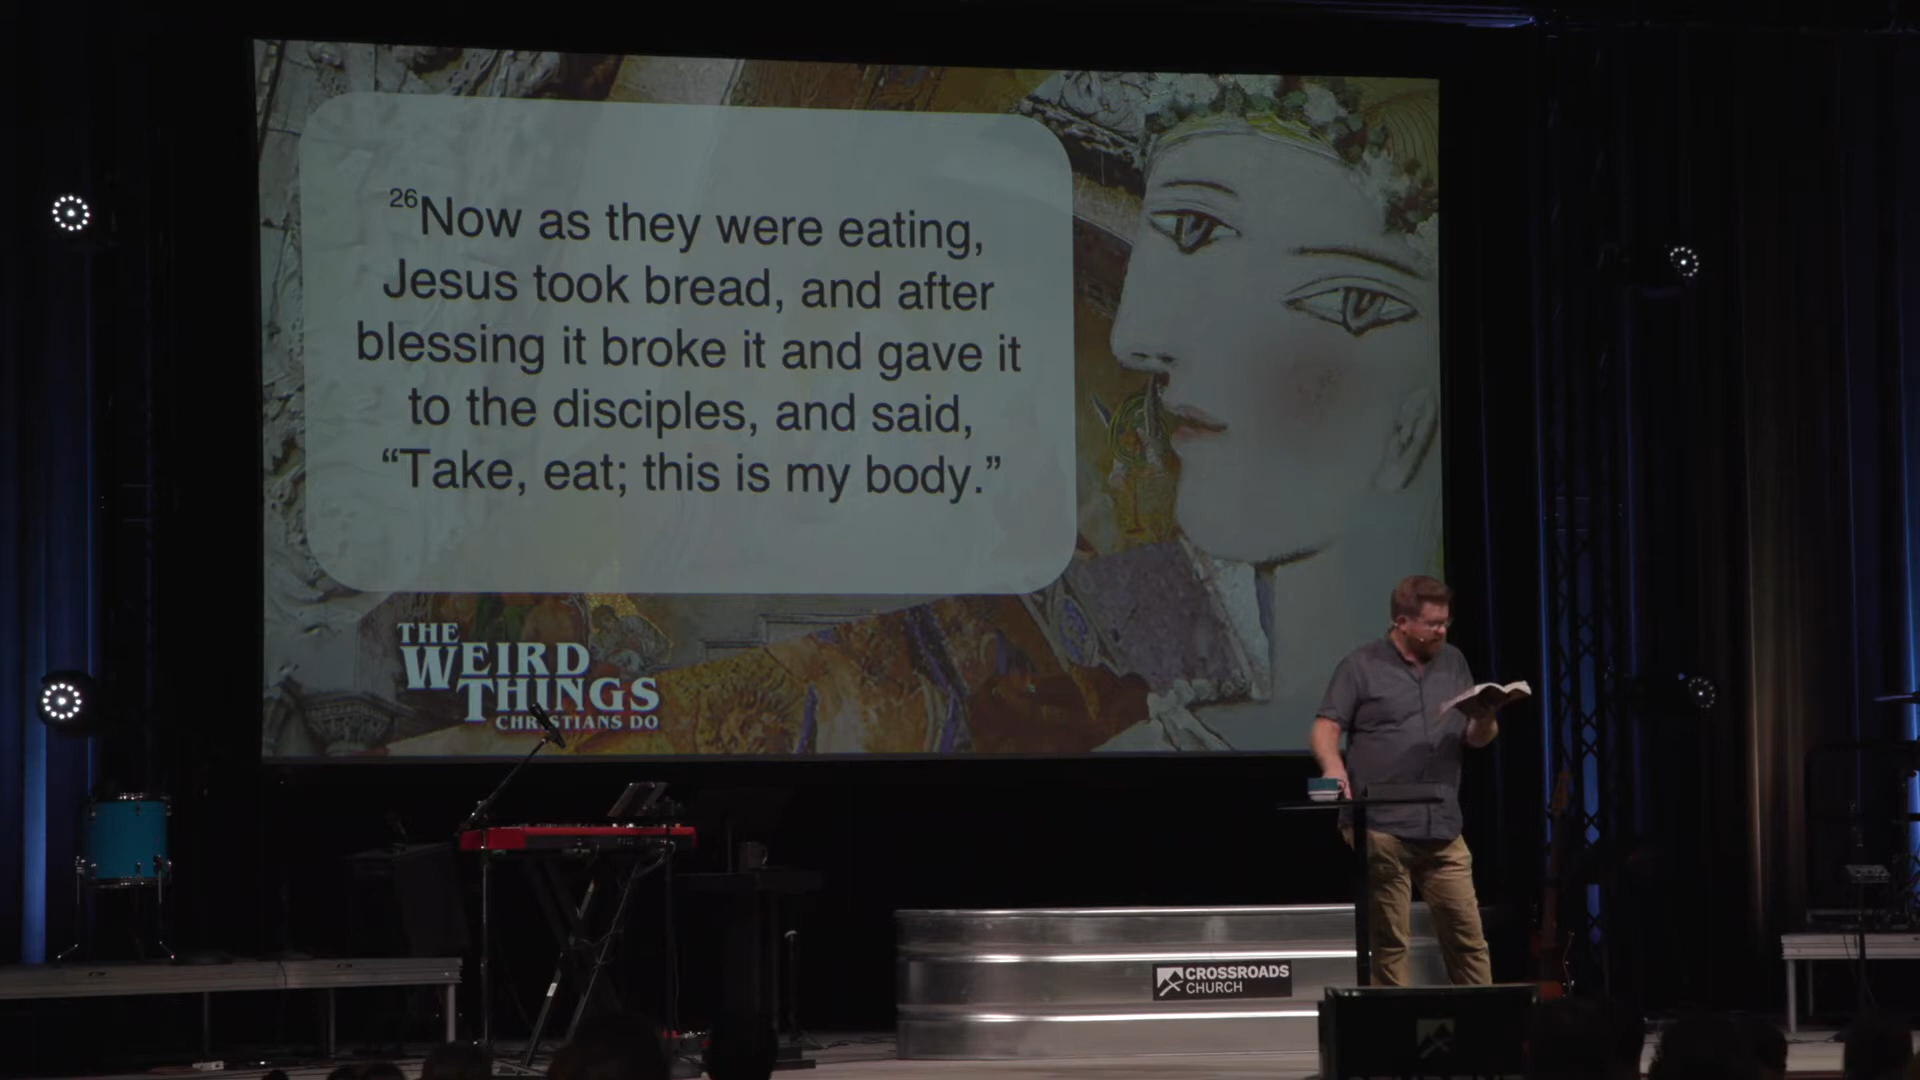 26Now as they were eating,
Jesus took bread, and after
blessing it broke it and gave it
to the disciples, and said,
“Take, eat; this is my body.”
THE
WEIRD
THINGS
CHRISTIANS DO
CROSSROADS
CHURCH